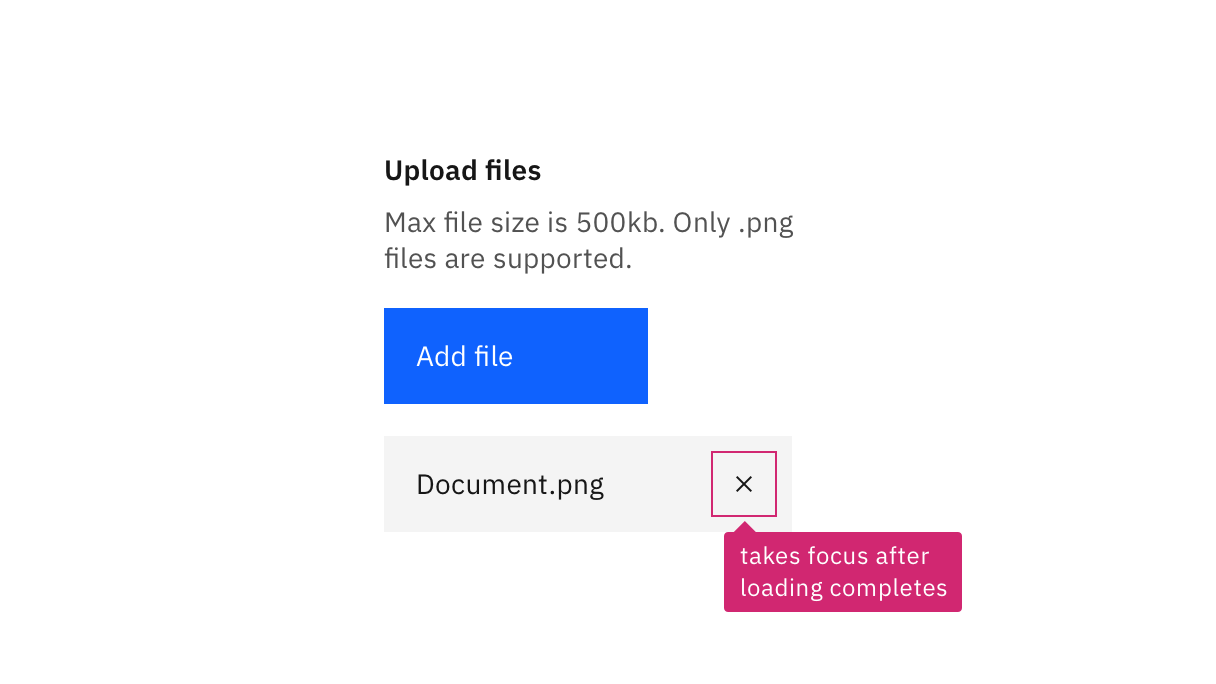 Upload files
Max file size is 500kb. Only .png
files are supported.
Add file
Document.png
takes focus after
loading completes